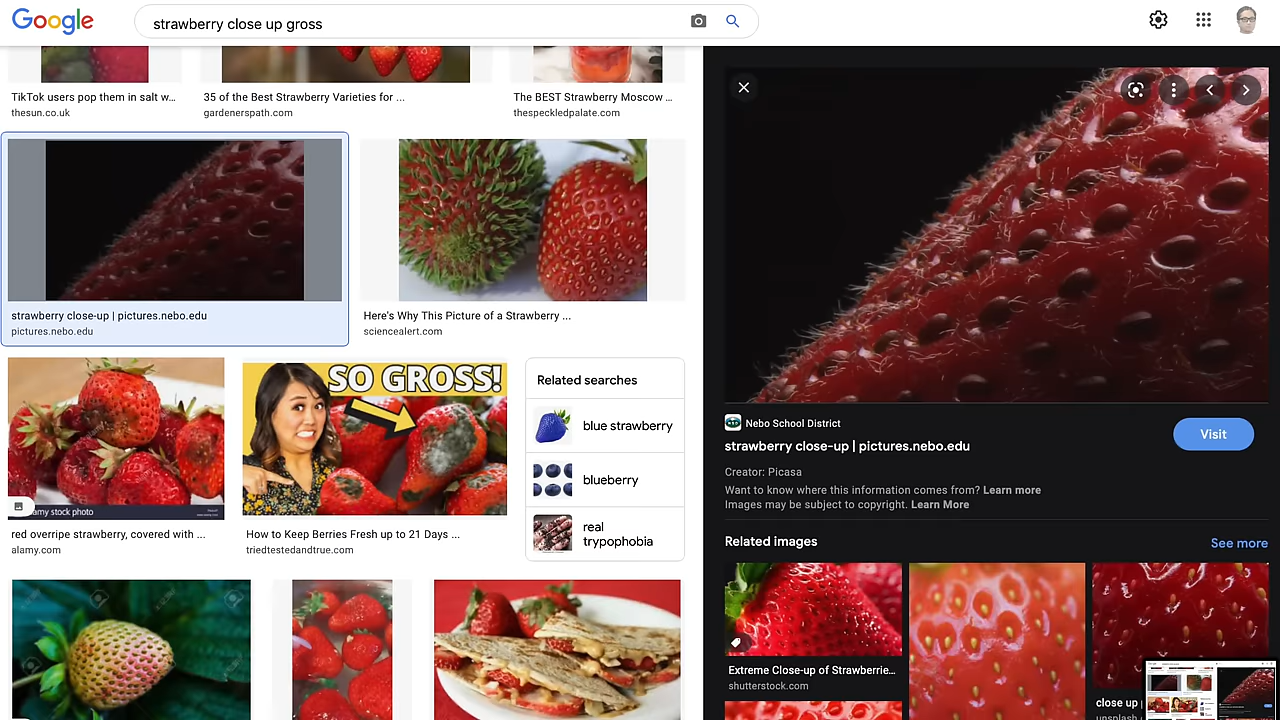 Google
strawberry close up gross
TikTok users pop them in salt w...
thesun.co.uk
35 of the Best Strawberry Varieties for ...
gardenerspath.com
The BEST Strawberry Moscow ...
thespeckledpalate.com
strawberry close-up | pictures.nebo.edu
pictures.nebo.edu
Here's Why This Picture of a Strawberry ...
sciencealert.com
amy stock photo
red overripe strawberry, covered with ...
alamy.com
SO GROSS!
How to Keep Berries Fresh up to 21 Days ...
triedtestedandtrue.com
Related searches
blue strawberry
blueberry
real
trypophobia
Nebo School District
strawberry close-up | pictures.nebo.edu
Visit
Creator: Picasa
Want to know where this information comes from? Learn more
Images may be subject to copyright. Learn More
Related images
See more
Extreme Close-up of Strawberrie...
shutterstock.com
close up
unsplash